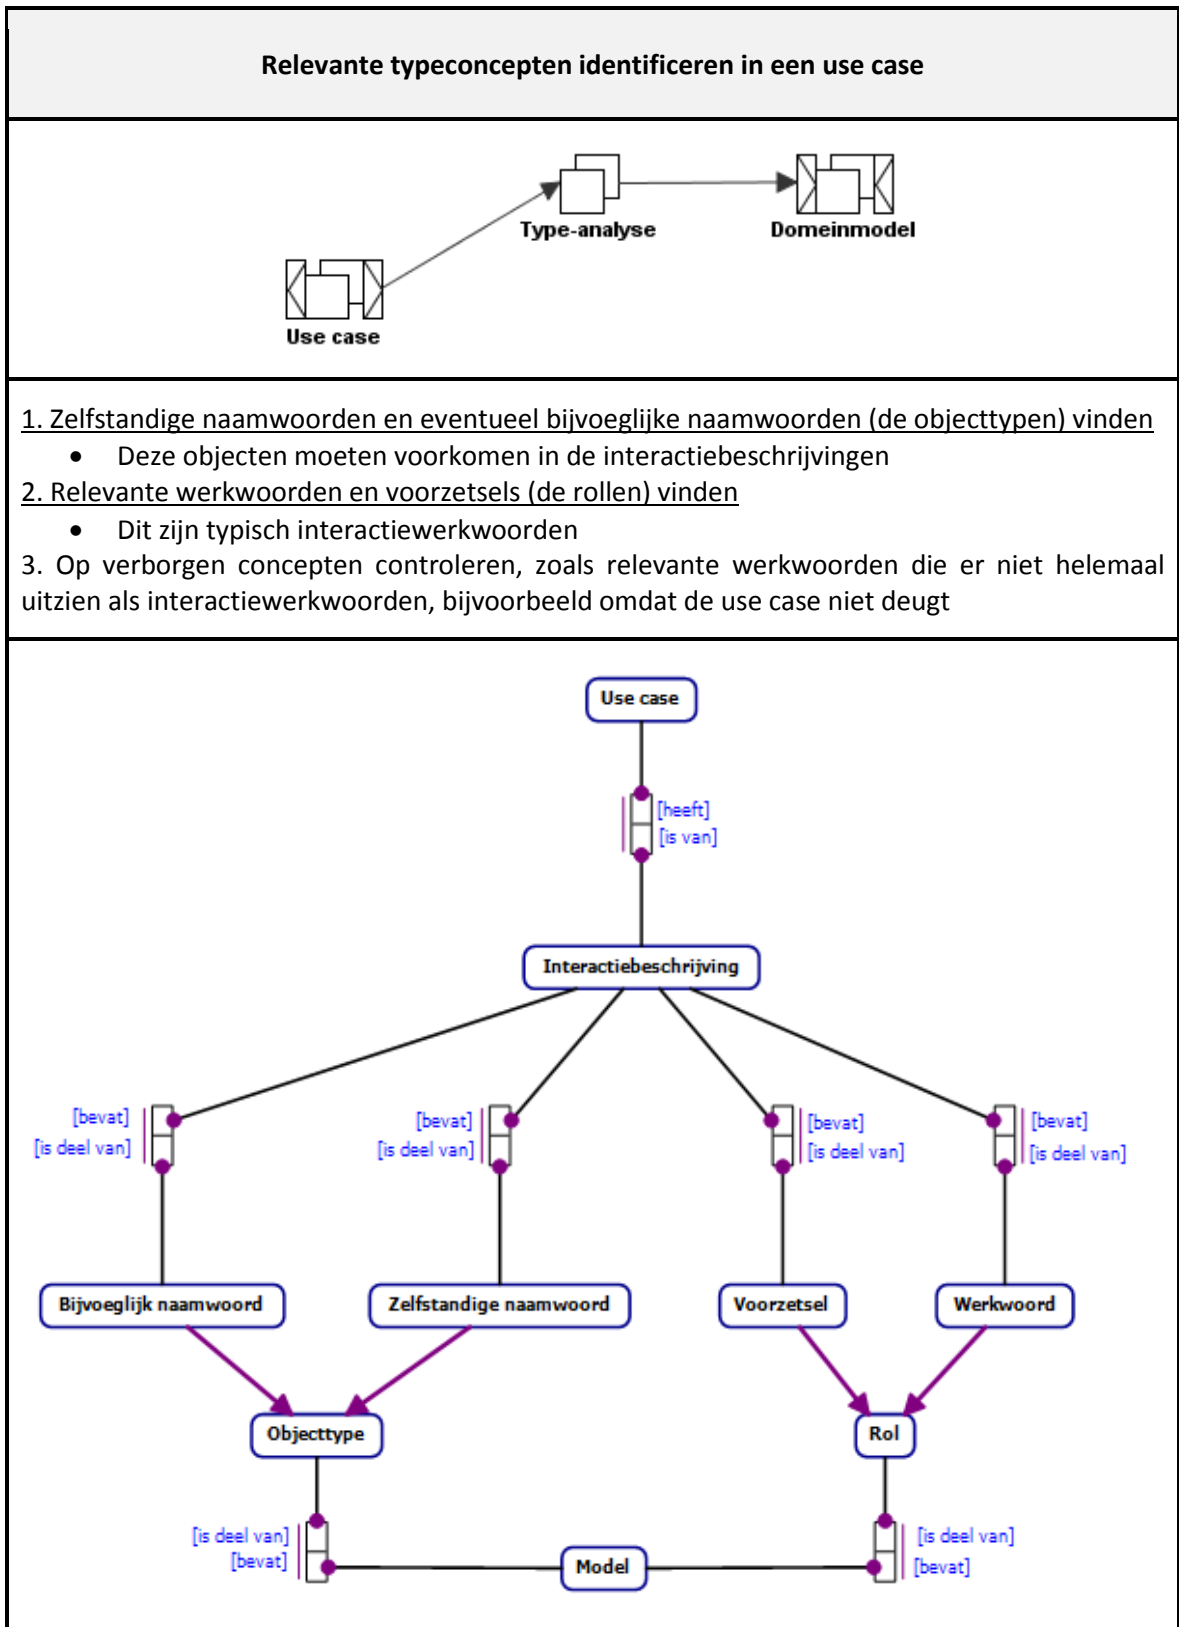 Relevante typeconcepten identificeren in een use case
Type-analyse
Domeinmodel
Use case
1. Zelfstandige naamwoorden en eventueel bijvoeglijke naamwoorden (de objecttypen) vinden
• Deze objecten moeten voorkomen in de interactiebeschrijvingen
2. Relevante werkwoorden en voorzetsels (de rollen) vinden
• Dit zijn typisch interactiewerkwoorden
3. Op verborgen concepten controleren, zoals relevante werkwoorden die er niet helemaal
uitzien als interactiewerkwoorden, bijvoorbeeld omdat de use case niet deugt
Use case
[heeft]
[is van]
Interactiebeschrijving
[bevat]
[is deel van]
[bevat]
[is deel van]
[bevat]
[is deel van]
[bevat]
[is deel van]
Bijvoeglijk naamwoord
Zelfstandige naamwoord
Voorzetsel
Werkwoord
Objecttype
Rol
[is deel van]
[bevat]
Model
[is deel van]
[bevat]